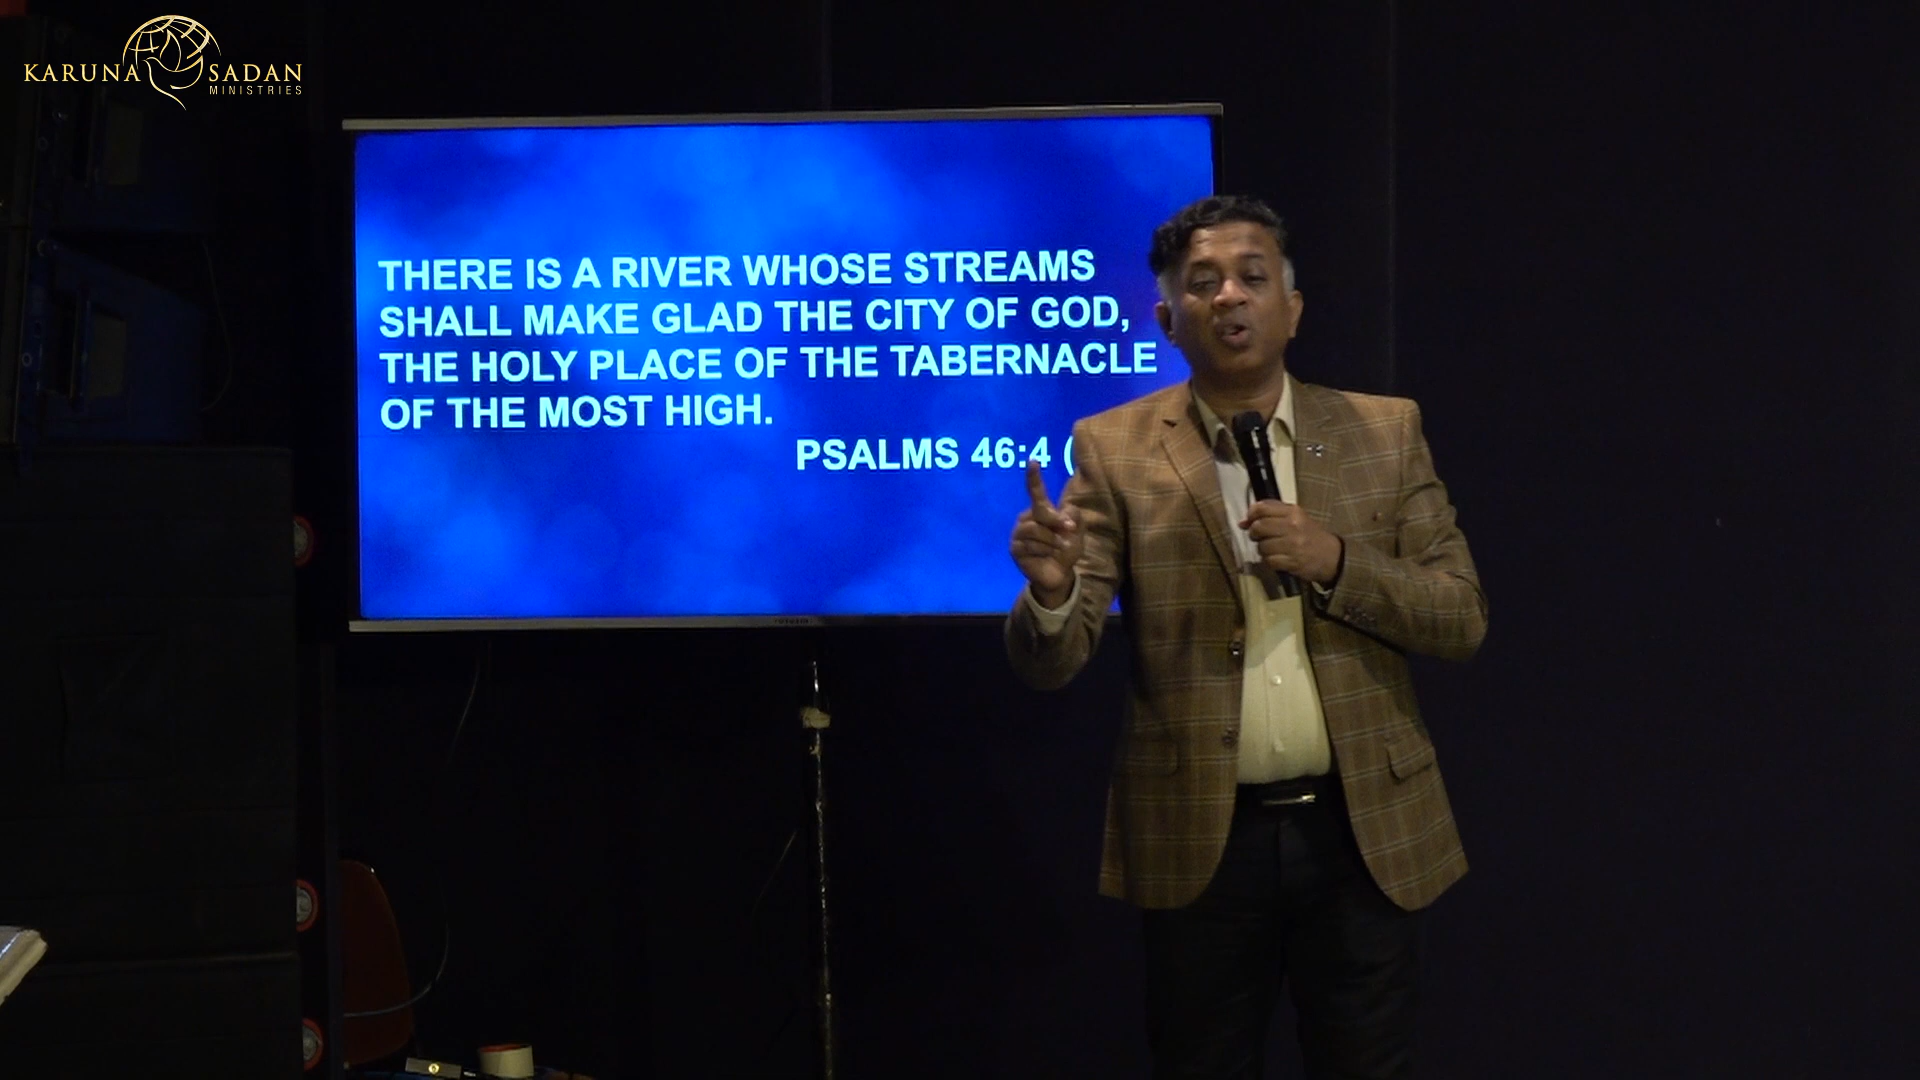 KARUNA SADAN
MINISTRIES
THERE IS A RIVER WHOSE STREAMS
SHALL MAKE GLAD THE CITY OF GOD,
THE HOLY PLACE OF THE TABERNACLE
OF THE MOST HIGH.
PSALMS 46:4 (